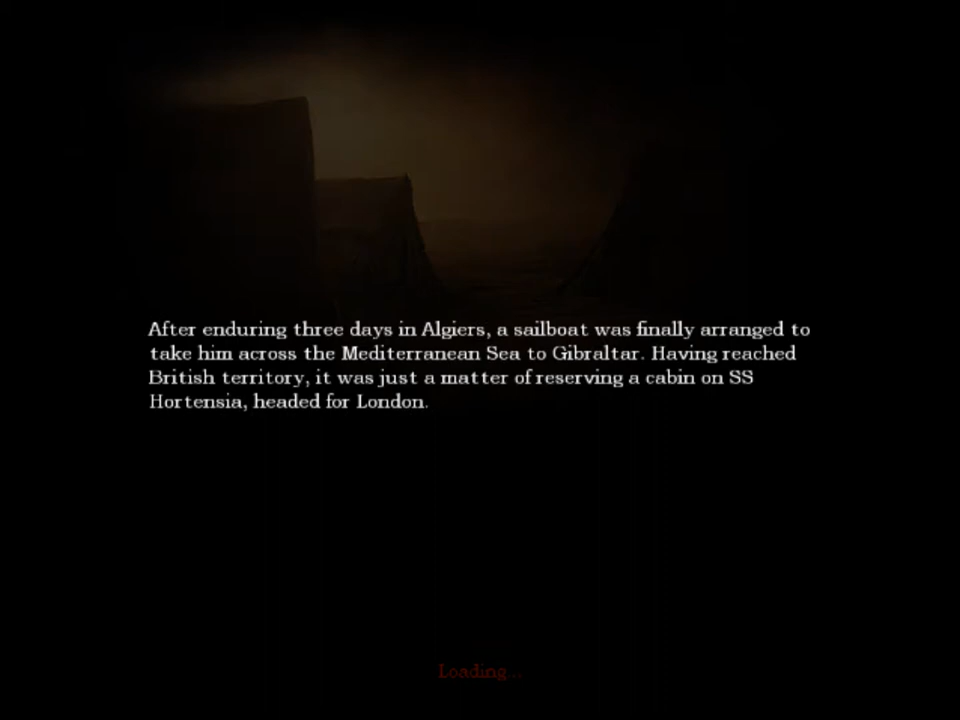 After enduring three days in Algiers, a sailboat was finally arranged to
take him across the Mediterranean Sea to Gibraltar. Having reached
British territory, it was just a matter of reserving a cabin on SS
Hortensia, headed for London.
Loading...